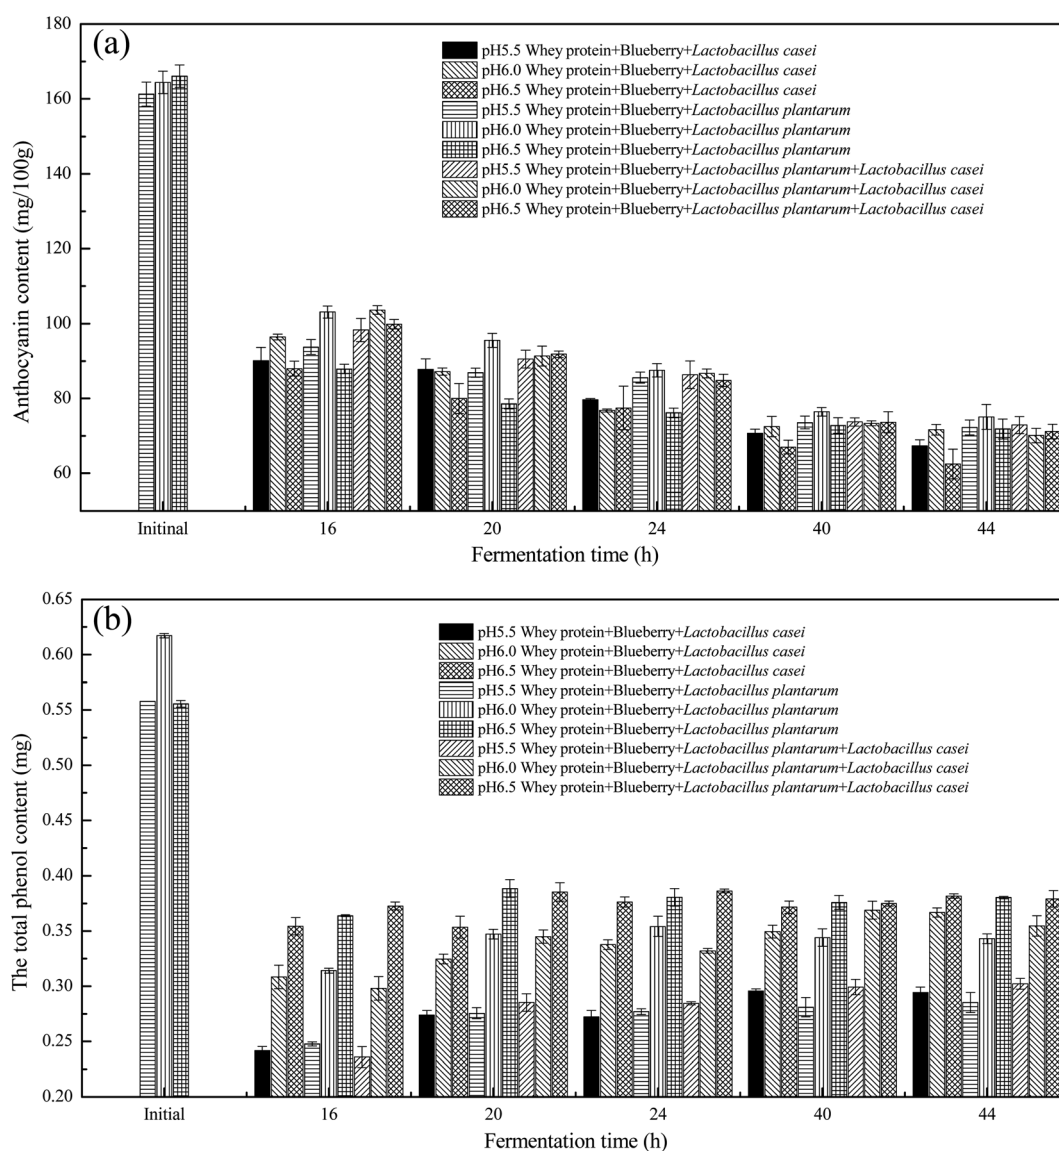 (a)
pH5.5 Whey protein+Blueberry+Lactobacillus casei
pH6.0 Whey protein+Blueberry+Lactobacillus casei
pH6.5 Whey protein+Blueberry+Lactobacillus casei
pH5.5 Whey protein+Blueberry+Lactobacillus plantarum
pH6.0 Whey protein+Blueberry+Lactobacillus plantarum
pH6.5 Whey protein+Blueberry+Lactobacillus plantarum
pH5.5 Whey protein+Blueberry+Lactobacillus plantarum+Lactobacillus casei
pH6.0 Whey protein+Blueberry+Lactobacillus plantarum+Lactobacillus casei
pH6.5 Whey protein+Blueberry+Lactobacillus plantarum+Lactobacillus casei
Anthocyanin content (mg/100g)
180
160
140
120
100
80
60
Initinal 16 20 24 40 44
Fermentation time (h)
(b)
pH5.5 Whey protein+Blueberry+Lactobacillus casei
pH6.0 Whey protein+Blueberry+Lactobacillus casei
pH6.5 Whey protein+Blueberry+Lactobacillus casei
pH5.5 Whey protein+Blueberry+Lactobacillus plantarum
pH6.0 Whey protein+Blueberry+Lactobacillus plantarum
pH6.5 Whey protein+Blueberry+Lactobacillus plantarum
pH5.5 Whey protein+Blueberry+Lactobacillus plantarum+Lactobacillus casei
pH6.0 Whey protein+Blueberry+Lactobacillus plantarum+Lactobacillus casei
pH6.5 Whey protein+Blueberry+Lactobacillus plantarum+Lactobacillus casei
The total phenol content (mg)
0.65
0.60
0.55
0.50
0.45
0.40
0.35
0.30
0.25
0.20
Initial 16 20 24 40 44
Fermentation time (h)